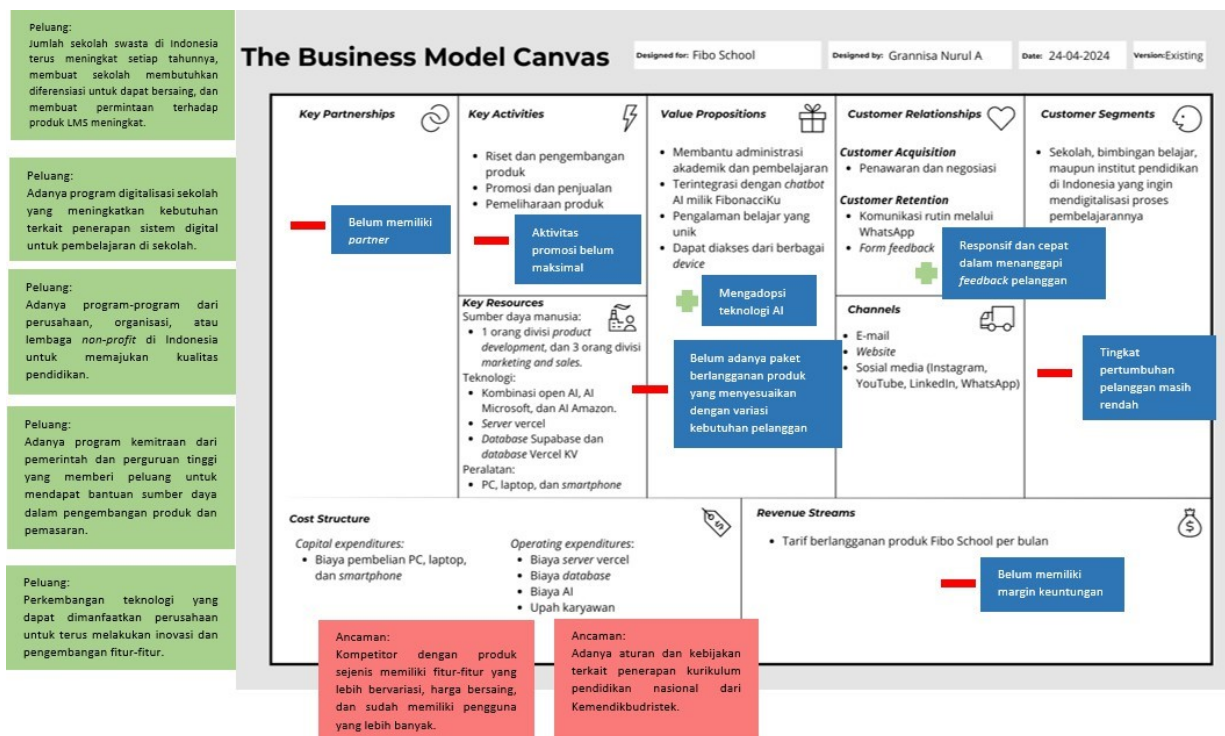 Peluang:
Jumlah sekolah swasta di Indonesia
terus meningkat setiap tahunnya,
membuat sekolah membutuhkan
diferensiasi untuk dapat bersaing, dan
membuat permintaan terhadap
produk LMS meningkat.
Peluang:
Adanya program digitalisasi sekolah
yang meningkatkan kebutuhan
terkait penerapan sistem digital
untuk pembelajaran di sekolah.
Peluang:
Adanya program-program dari
perusahaan, organisasi, atau
lembaga non-profit di Indonesia
untuk memajukan kualitas
pendidikan.
Peluang:
Adanya program kemitraan dari
pemerintah dan perguruan tinggi
yang memberi peluang untuk
mendapat bantuan sumber daya
dalam pengembangan produk dan
pemasaran.
Peluang:
Perkembangan teknologi yang
dapat dimanfaatkan perusahaan
untuk terus melakukan inovasi dan
pengembangan fitur-fitur.
The Business Model Canvas
Designed for: Fibo School
Designed by: Grannisa Nurul A
Date: 24-04-2024
Version:Existing
Key Partnerships
Belum memiliki
partner
Key Activities
• Riset dan pengembangan
produk
• Promosi dan penjualan
• Pemeliharaan produk
Aktivitas
promosi belum
maksimal
Key Resources
Sumber daya manusia:
• 1 orang divisi product
development, dan 3 orang divisi
marketing and sales.
Teknologi:
• Kombinasi open AI, AI
Microsoft, dan AI Amazon.
• Server vercel
• Database Supabase dan
database Vercel KV
Peralatan:
• PC, laptop, dan smartphone
Value Propositions
• Membantu administrasi
akademik dan pembelajaran
• Terintegrasi dengan chatbot
AI milik FibonacciKu
• Pengalaman belajar yang
unik
• Dapat diakses dari berbagai
device
Mengadopsi
teknologi AI
Belum adanya paket
berlangganan produk
yang menyesuaikan
dengan variasi
kebutuhan pelanggan
Customer Relationships
Customer Acquisition
• Penawaran dan negosiasi
Customer Retention
• Komunikasi rutin melalui
WhatsApp
• Form feedback
Responsif dan cepat
dalam menanggapi
feedback pelanggan
Channels
• E-mail
• Website
• Sosial media (Instagram,
YouTube, LinkedIn, WhatsApp)
Customer Segments
• Sekolah, bimbingan belajar,
maupun institut pendidikan
di Indonesia yang ingin
mendigitalisasi proses
pembelajarannya
Tingkat
pertumbuhan
pelanggan masih
rendah
Cost Structure
Capital expenditures:
• Biaya pembelian PC, laptop,
dan smartphone
Operating expenditures:
• Biaya server vercel
• Biaya database
• Biaya AI
• Upah karyawan
Revenue Streams
• Tarif berlangganan produk Fibo School per bulan
Belum memiliki
margin keuntungan
Ancaman:
Kompetitor dengan produk
sejenis memiliki fitur-fitur yang
lebih bervariasi, harga bersaing,
dan sudah memiliki pengguna
yang lebih banyak.
Ancaman:
Adanya aturan dan kebijakan
terkait penerapan kurikulum
pendidikan nasional dari
Kemendikbudristek.